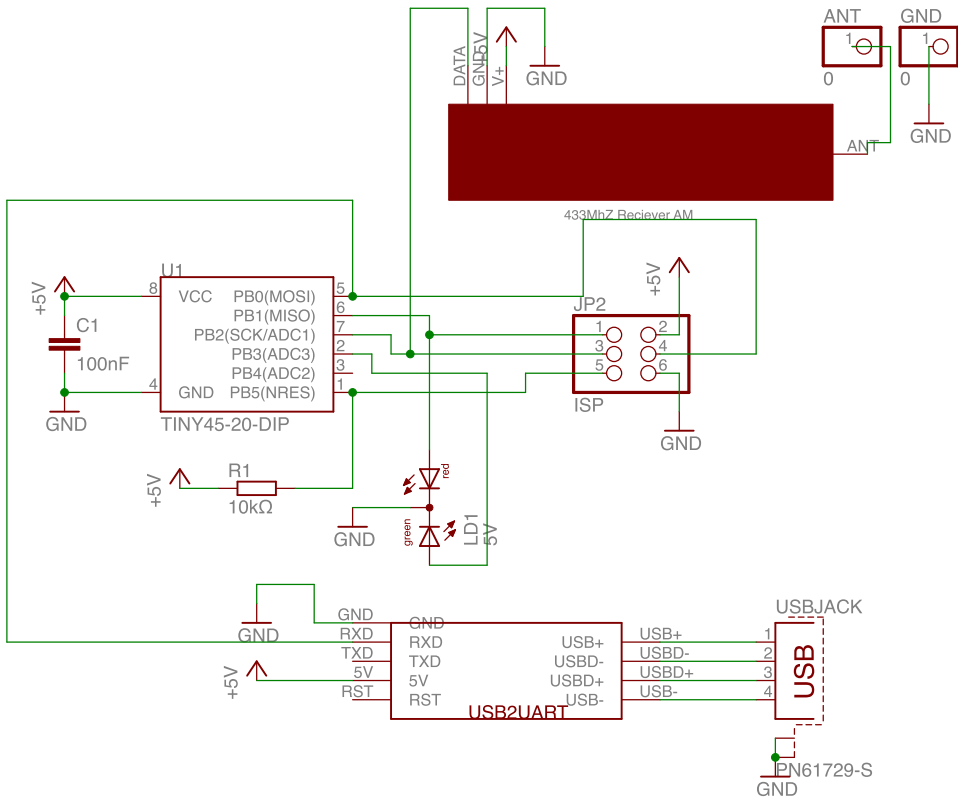 ANT
1
0
GND
1
0
GND
DATA
GND
+5V
V+
GND
ANT
433MhZ Reciever AM
U1
+5V
C1
100nF
GND
8 VCC
4 GND
PB0(MOSI) 5
PB1(MISO) 6
PB2(SCK/ADC1) 7
PB3(ADC3) 2
PB4(ADC2) 3
PB5(NRES) 1
TINY45-20-DIP
+5V
JP2
1 2
3 4
5 6
ISP
GND
+5V
R1
10kΩ
red
green
LD1
5V
GND
GND
GND GND
RXD RXD
TXD TXD
+5V
5V 5V
RST RST
USB+ USB+ 1
USBD- USBD- 2
USBD+ USBD+ 3
USB- USB- 4
USB2UART
USBJACK
USB
PN61729-S
GND